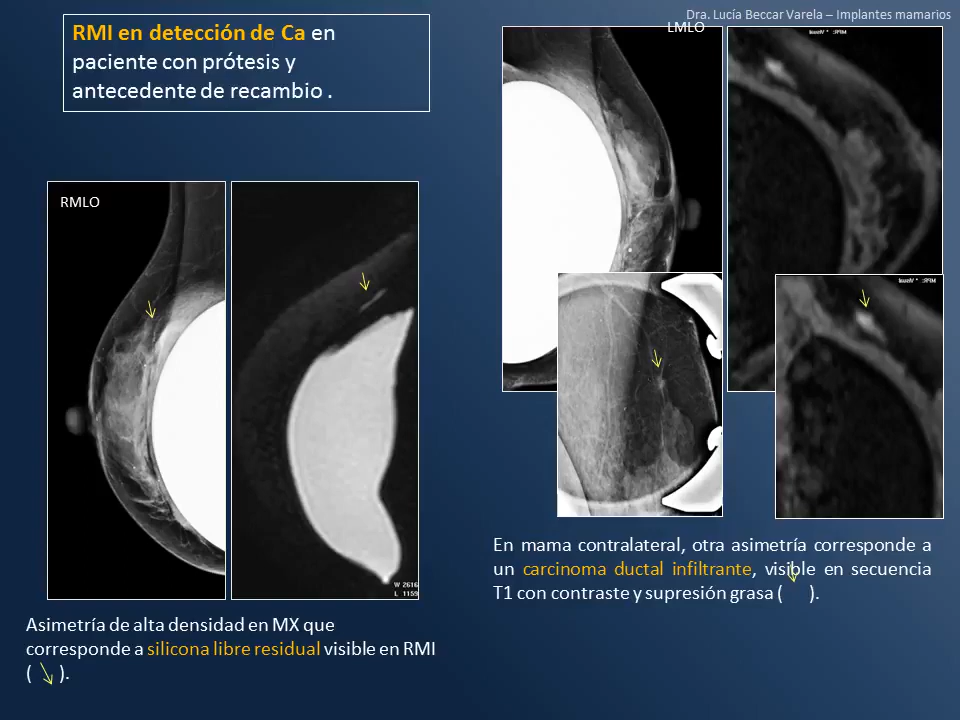 Dra. Lucía Beccar Varela – Implantes mamarios
RMI en detección de Ca en
paciente con prótesis y
antecedente de recambio .
LMLO
RMLO
W 2616
L 1159
En mama contralateral, otra asimetría corresponde a
un carcinoma ductal infiltrante, visible en secuencia
T1 con contraste y supresión grasa ( ).
Asimetría de alta densidad en MX que
corresponde a silicona libre residual visible en RMI
( ).